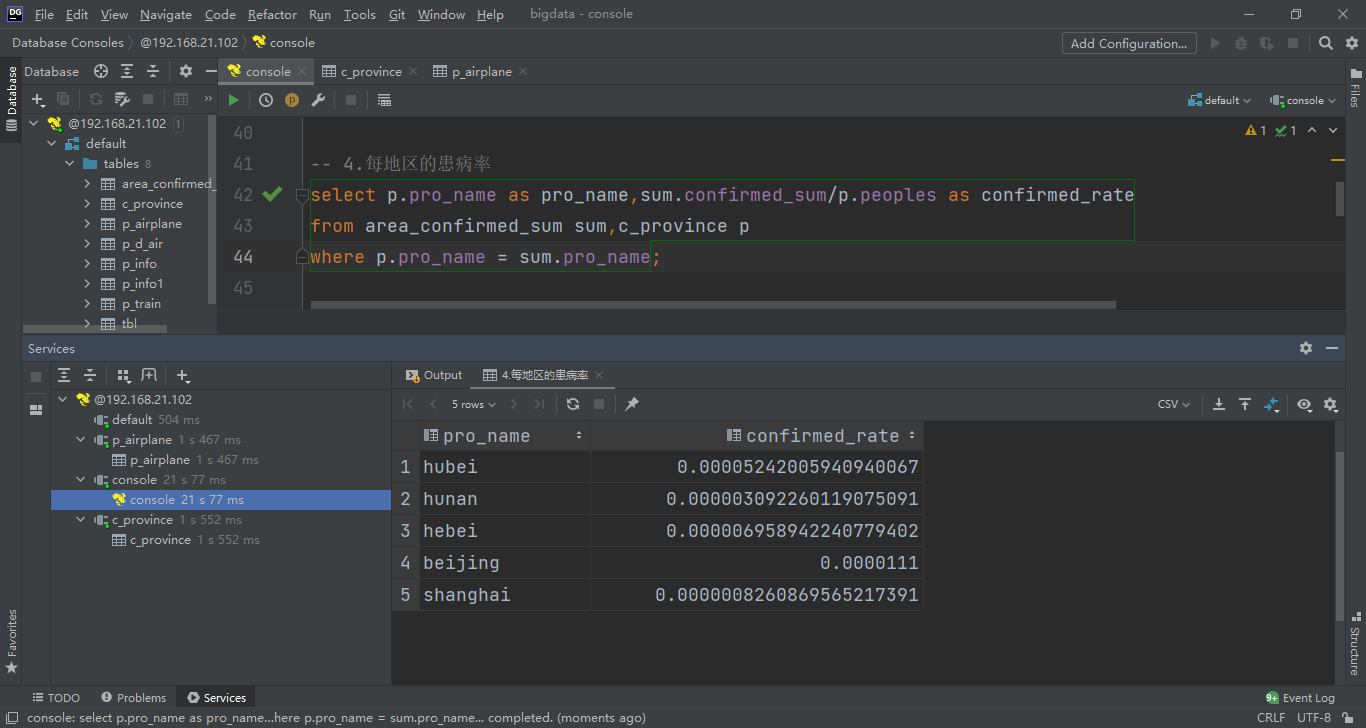 DG File Edit View Navigate Code Refactor Run Tools Git Window Help bigdata - console
Database Consoles @192.168.21.102 console Add Configuration...
Database console c_province p_airplane
default console
Database
Files
@192.168.21.102 1
default
tables 8
area_confirmed_
c_province
p_airplane
p_d_air
p_info
p_info1
p_train
tbl
1 1
40
41 -- 4.每地区的患病率
42 select p.pro_name as pro_name,sum.confirmed_sum/p.peoples as confirmed_rate
43 from area_confirmed_sum sum,c_province p
44 where p.pro_name = sum.pro_name;
45
Services
@192.168.21.102
default 504 ms
p_airplane 1 s 467 ms
p_airplane 1 s 467 ms
console 21 s 77 ms
console 21 s 77 ms
c_province 1 s 552 ms
c_province 1 s 552 ms
Output 4.每地区的患病率
5 rows CSV
pro_name confirmed_rate
1 hubei 0.00005242005940940067
2 hunan 0.000003092260119075091
3 hebei 0.000006958942240779402
4 beijing 0.0000111
5 shanghai 0.0000008260869565217391
Favorites
Structure
TODO Problems Services 9+ Event Log
console: select p.pro_name as pro_name...here p.pro_name = sum.pro_name... completed. (moments ago) CRLF UTF-8